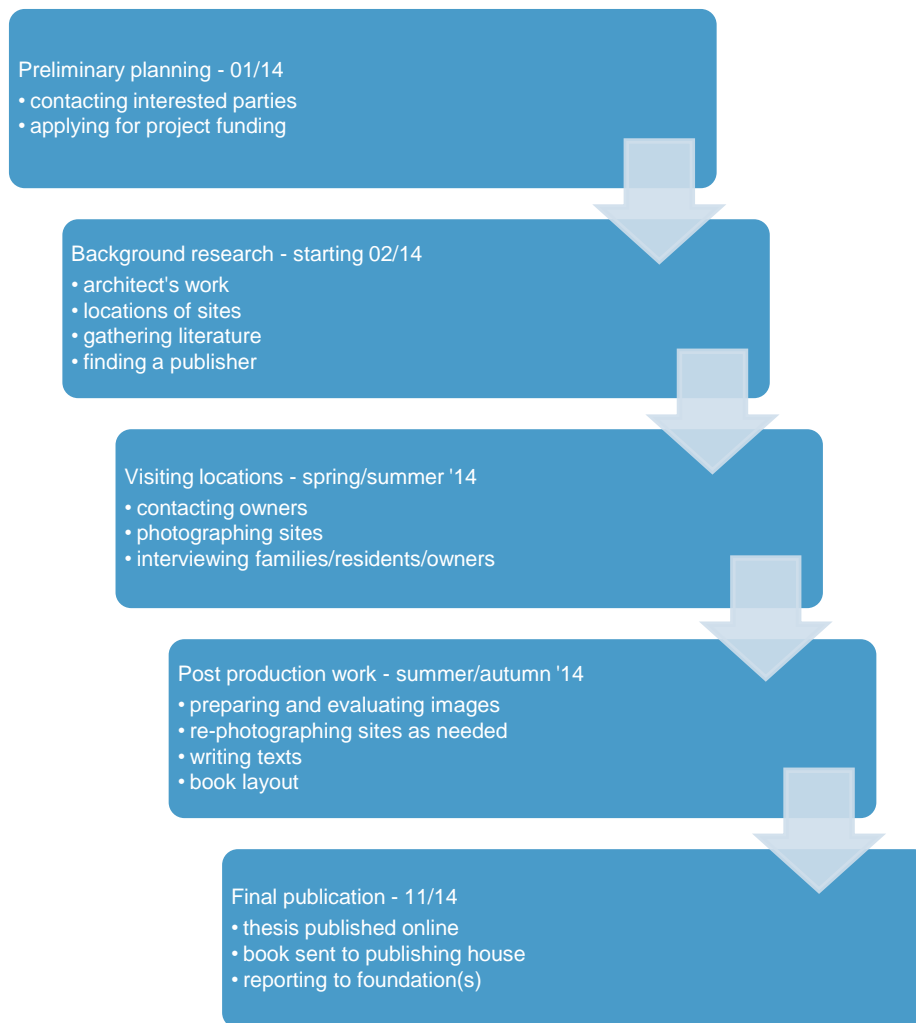 Preliminary planning - 01/14
• contacting interested parties
• applying for project funding
Background research - starting 02/14
• architect's work
• locations of sites
• gathering literature
• finding a publisher
Visiting locations - spring/summer '14
• contacting owners
• photographing sites
• interviewing families/residents/owners
Post production work - summer/autumn '14
• preparing and evaluating images
• re-photographing sites as needed
• writing texts
• book layout
Final publication - 11/14
• thesis published online
• book sent to publishing house
• reporting to foundation(s)